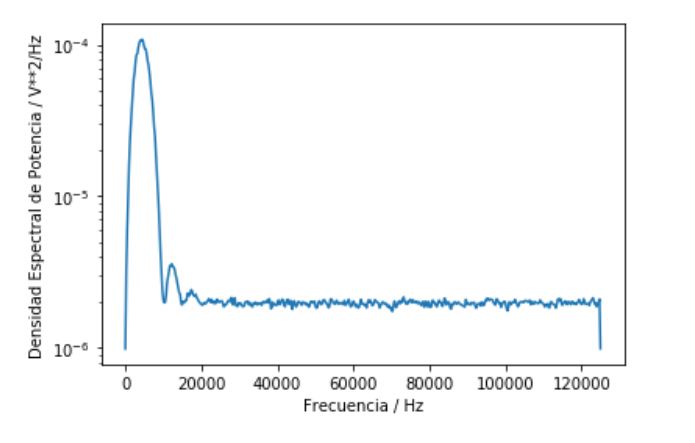 Densidad Espectral de Potencia / V**2/Hz
10⁻⁴
10⁻⁵
10⁻⁶
0 20000 40000 60000 80000 100000 120000
Frecuencia / Hz